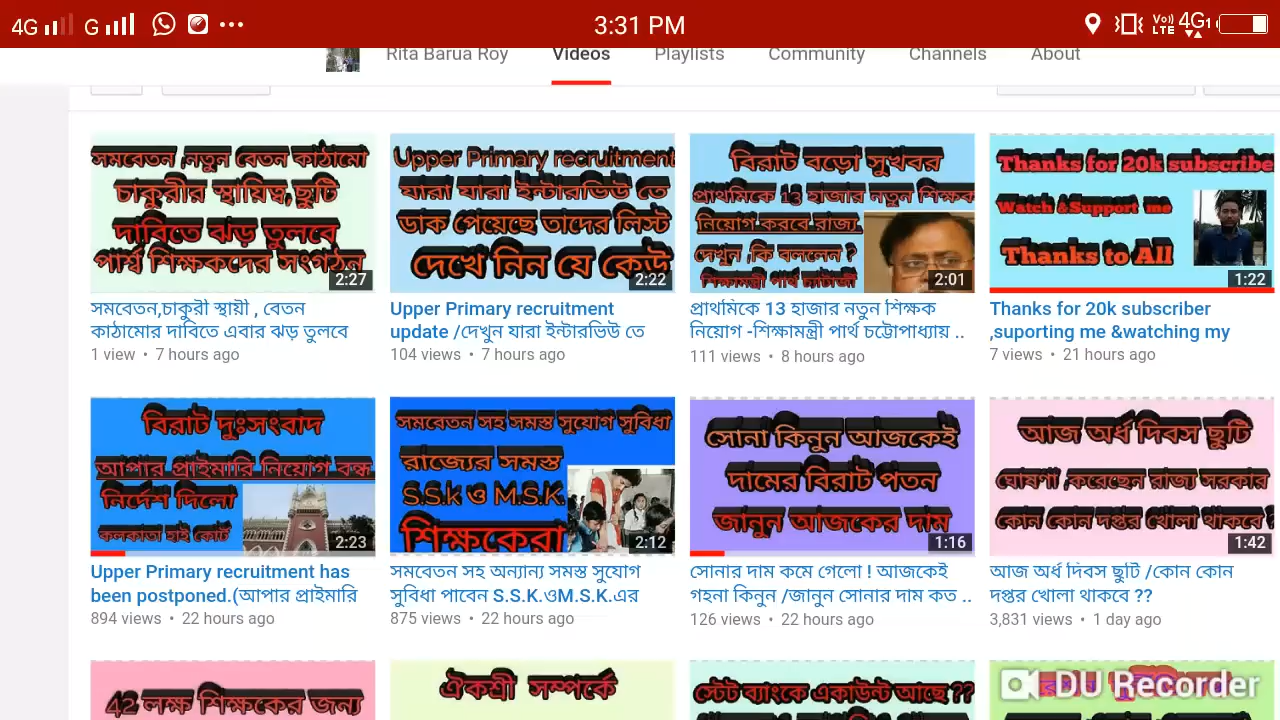 4G G 3:31 PM VoLTE 4G
Rita Barua Roy Videos Playlists Community Channels About
সমবেতন ,নতুন বেতন কাঠামো
চাকুরীর স্থায়িত্ব,ছুটি
দাবিতে ঝড় তুলবে
পার্শ্ব শিক্ষকদের সংগঠন
2:27
সমবেতন,চাকুরী স্থায়ী , বেতন
কাঠামোর দাবিতে এবার ঝড় তুলবে
1 view • 7 hours ago
Upper Primary recruitment
যারা যারা ইন্টারভিউ তে
ডাক পেয়েছে তাদের লিস্ট
দেখে নিন যে কেউ
2:22
Upper Primary recruitment
update /দেখুন যারা ইন্টারভিউ তে
104 views • 7 hours ago
বিরাট বড়ো সুখবর
প্রাথমিকে 13 হাজার নতুন শিক্ষক
নিয়োগ করবে রাজ্য.
দেখুন ,কি বললেন ?
শিক্ষামন্ত্রী পার্থ চ্যাটার্জী
2:01
প্রাথমিকে 13 হাজার নতুন শিক্ষক
নিয়োগ -শিক্ষামন্ত্রী পার্থ চট্টোপাধ্যায় ..
111 views • 8 hours ago
Thanks for 20k subscribe
Watch &Support me
Thanks to All
1:22
Thanks for 20k subscriber
,suporting me &watching my
7 views • 21 hours ago
বিরাট দুঃসংবাদ
আপার প্রাইমারি নিয়োগ বন্ধ
নির্দেশ দিলো
কলকাতা হাই কোর্ট
2:23
Upper Primary recruitment has
been postponed.(আপার প্রাইমারি
894 views • 22 hours ago
সমবেতন সহ সমস্ত সুযোগ সুবিধা
রাজ্যের সমস্ত
S.S.k ও M.S.K.
শিক্ষকেরা
2:12
সমবেতন সহ অন্যান্য সমস্ত সুযোগ
সুবিধা পাবেন S.S.K.ওM.S.K.এর
875 views • 22 hours ago
সোনা কিনুন আজকেই
দামের বিরাট পতন
জানুন আজকের দাম
1:16
সোনার দাম কমে গেলো ! আজকেই
গহনা কিনুন /জানুন সোনার দাম কত ..
126 views • 22 hours ago
আজ অর্ধ দিবস ছুটি
ঘোষণা ,করেছেন রাজ্য সরকার
কোন কোন দপ্তর খোলা থাকবে ?
1:42
আজ অর্ধ দিবস ছুটি /কোন কোন
দপ্তর খোলা থাকবে ??
3,831 views • 1 day ago
42 লক্ষ শিক্ষকের জন্য
ঐকশ্রী সম্পর্কে
স্টেট ব্যাংকে একাউন্ট আছে ??
DU Recorder